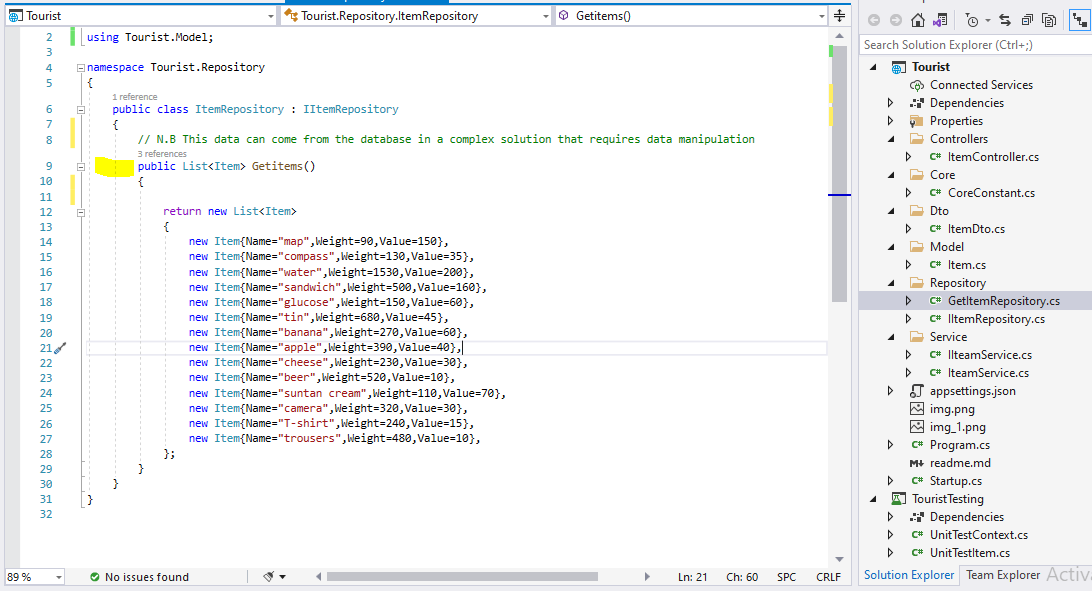 Tourist
Tourist.Repository.ItemRepository
Getitems()
2 using Tourist.Model;
3
4 namespace Tourist.Repository
5 {
1 reference
6 public class ItemRepository : IItemRepository
7 {
8 // N.B This data can come from the database in a complex solution that requires data manipulation
3 references
9 public List<Item> Getitems()
10 {
11
12 return new List<Item>
13 {
14 new Item{Name="map",Weight=90,Value=150},
15 new Item{Name="compass",Weight=130,Value=35},
16 new Item{Name="water",Weight=1530,Value=200},
17 new Item{Name="sandwich",Weight=500,Value=160},
18 new Item{Name="glucose",Weight=150,Value=60},
19 new Item{Name="tin",Weight=680,Value=45},
20 new Item{Name="banana",Weight=270,Value=60},
21 new Item{Name="apple",Weight=390,Value=40},
22 new Item{Name="cheese",Weight=230,Value=30},
23 new Item{Name="beer",Weight=520,Value=10},
24 new Item{Name="suntan cream",Weight=110,Value=70},
25 new Item{Name="camera",Weight=320,Value=30},
26 new Item{Name="T-shirt",Weight=240,Value=15},
27 new Item{Name="trousers",Weight=480,Value=10},
28 };
29 }
30 }
31 }
32
89 %
No issues found
Ln: 21
Ch: 60
SPC
CRLF
Search Solution Explorer (Ctrl+;)
Tourist
Connected Services
Dependencies
Properties
Controllers
C# ItemController.cs
Core
C# CoreConstant.cs
Dto
C# ItemDto.cs
Model
C# Item.cs
Repository
C# GetItemRepository.cs
C# IItemRepository.cs
Service
C# IIteamService.cs
C# IteamService.cs
appsettings.json
img.png
img_1.png
C# Program.cs
readme.md
C# Startup.cs
TouristTesting
Dependencies
C# UnitTestContext.cs
C# UnitTestItem.cs
Solution Explorer
Team Explorer